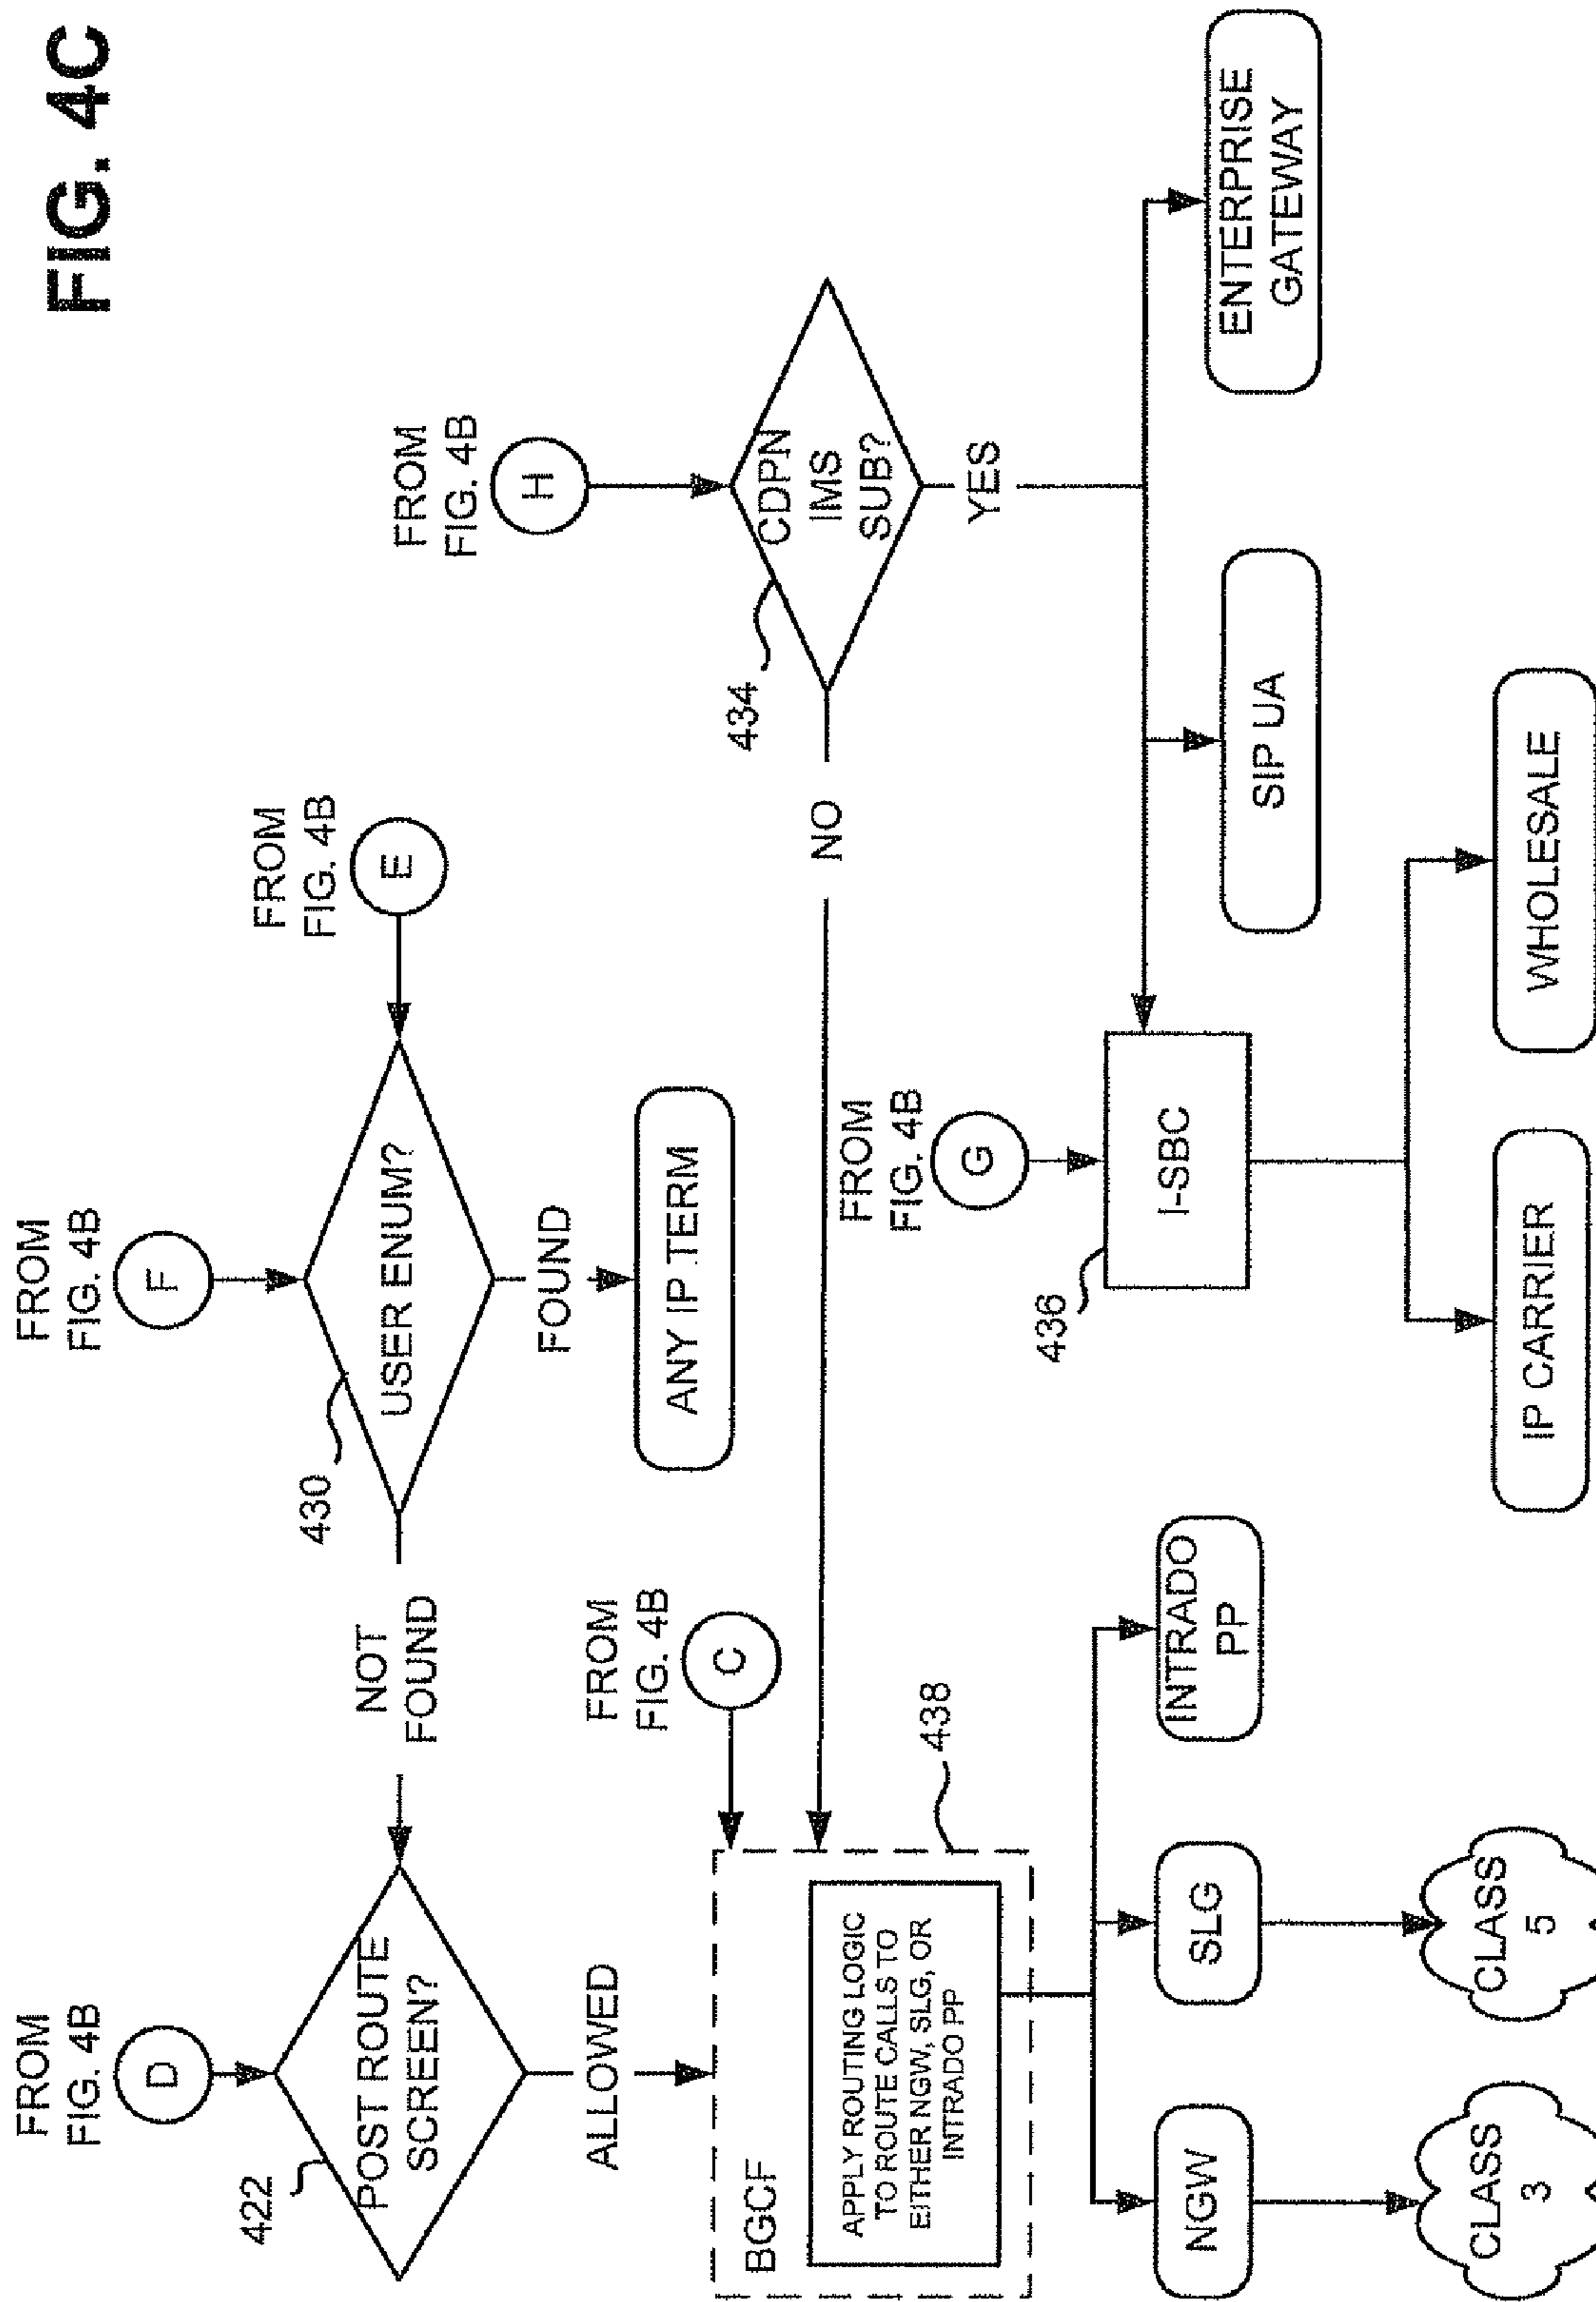 FIG. 4C
FROM
FIG. 4B
D
422
POST ROUTE
SCREEN?
ALLOWED
FROM
FIG. 4B
F
FROM
FIG. 4B
E
430
USER ENUM?
NOT
FOUND
FOUND
ANY IP TERM
FROM
FIG. 4B
H
434
CDPN
IMS
SUB?
NO
YES
FROM
FIG. 4B
C
438
BGCF
APPLY ROUTING LOGIC
TO ROUTE CALLS TO
EITHER NGW, SLG, OR
INTRADO PP
FROM
FIG. 4B
G
436
I-SBC
SIP UA
ENTERPRISE
GATEWAY
NGW
SLG
INTRADO
PP
IP CARRIER
WHOLESALE
CLASS
3
CLASS
5